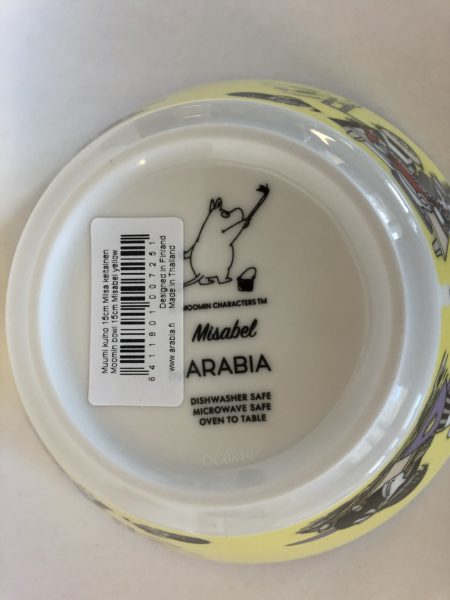 MOOMIN CHARACTERS TM
Misabel
ARABIA
DISHWASHER SAFE
MICROWAVE SAFE
OVEN TO TABLE
Muumi kulho 15cm Miisa keltainen
Moomin bowl 15cm Misabel yellow
6 411801 007251
Designed in Finland
www.arabia.fi Made in Thailand